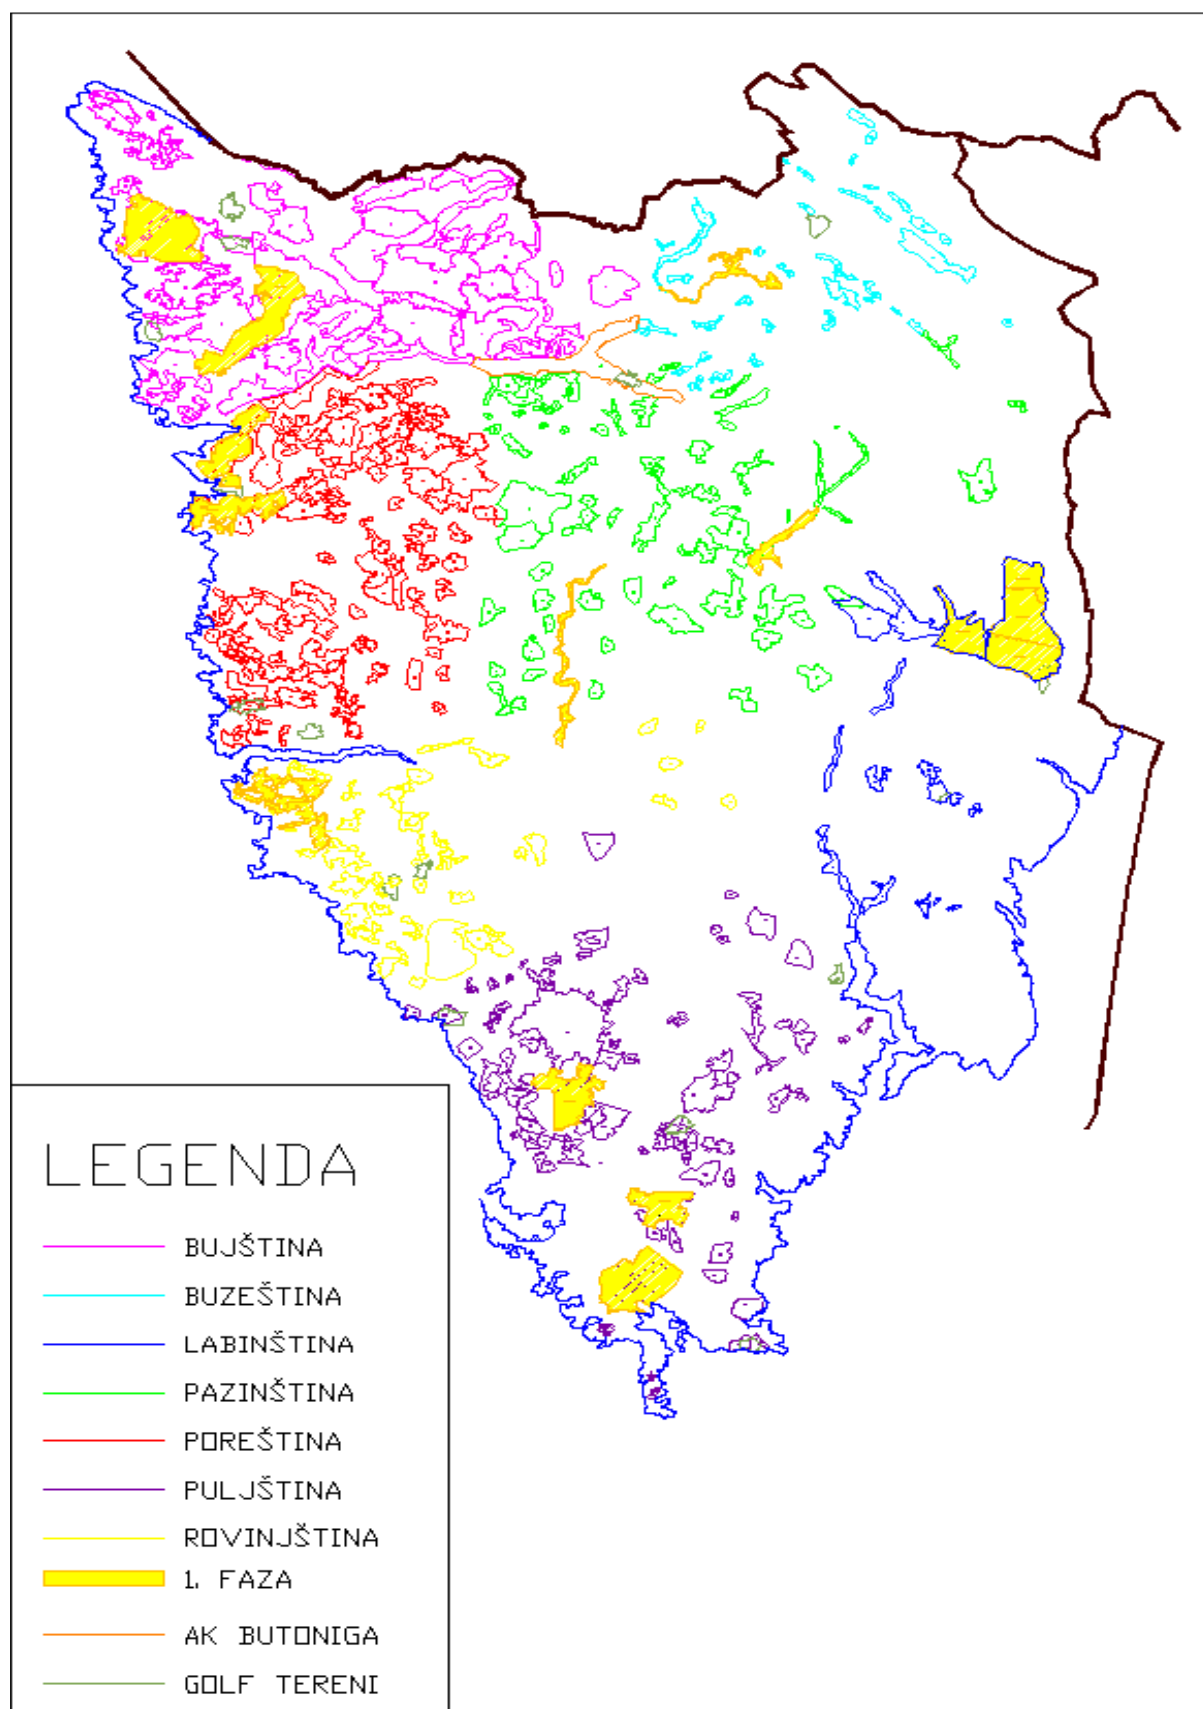 LEGENDA
BUJŠTINA
BUZEŠTINA
LABINŠTINA
PAZINŠTINA
POREŠTINA
PULJŠTINA
ROVINJŠTINA
1. FAZA
AK BUTONIGA
GOLF TERENI